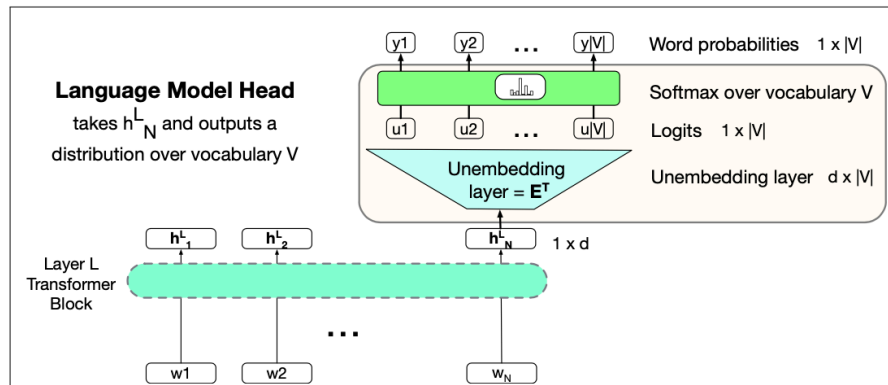 Language Model Head
takes h^L_N and outputs a
distribution over vocabulary V
y1 y2 ... y|V| Word probabilities 1 x |V|
Softmax over vocabulary V
u1 u2 ... u|V| Logits 1 x |V|
Unembedding
layer = E^T
Unembedding layer d x |V|
h^L_1 h^L_2 h^L_N 1 x d
Layer L
Transformer
Block
...
w1 w2 w_N